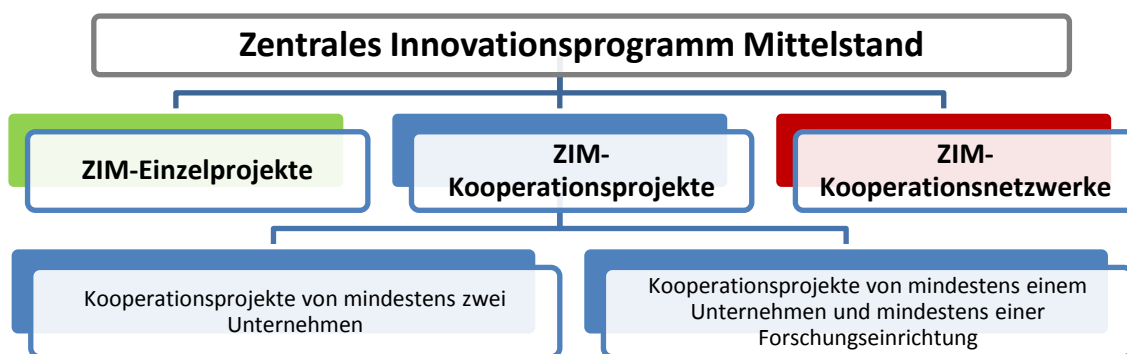 Zentrales Innovationsprogramm Mittelstand
ZIM-Einzelprojekte
ZIM-
Kooperationsprojekte
ZIM-
Kooperationsnetzwerke
Kooperationsprojekte von mindestens zwei
Unternehmen
Kooperationsprojekte von mindestens einem
Unternehmen und mindestens einer
Forschungseinrichtung